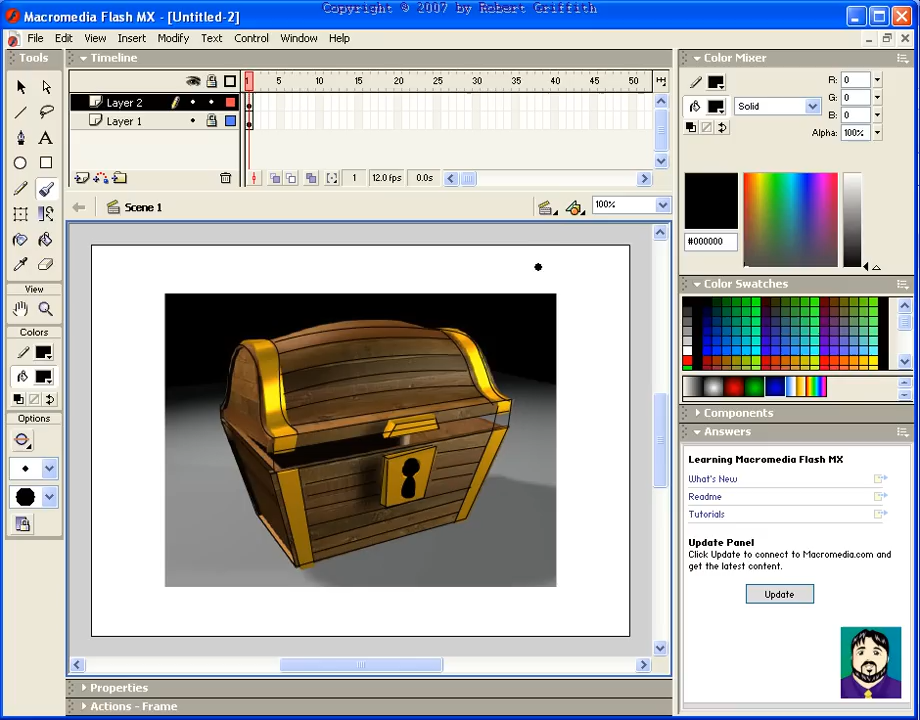 Copyright © 2007 by Robert Griffith
Macromedia Flash MX - [Untitled-2]
File Edit View Insert Modify Text Control Window Help
Tools
Timeline
1 5 10 15 20 25 30 35 40 45 50
Layer 2
Layer 1
1 12.0 fps 0.0s
Scene 1
100%
View
Colors
Options
Color Mixer
R: 0
Solid
G: 0
B: 0
Alpha: 100%
#000000
Color Swatches
Components
Answers
Learning Macromedia Flash MX
What's New
Readme
Tutorials
Update Panel
Click Update to connect to Macromedia.com and
get the latest content.
Update
Properties
Actions - Frame